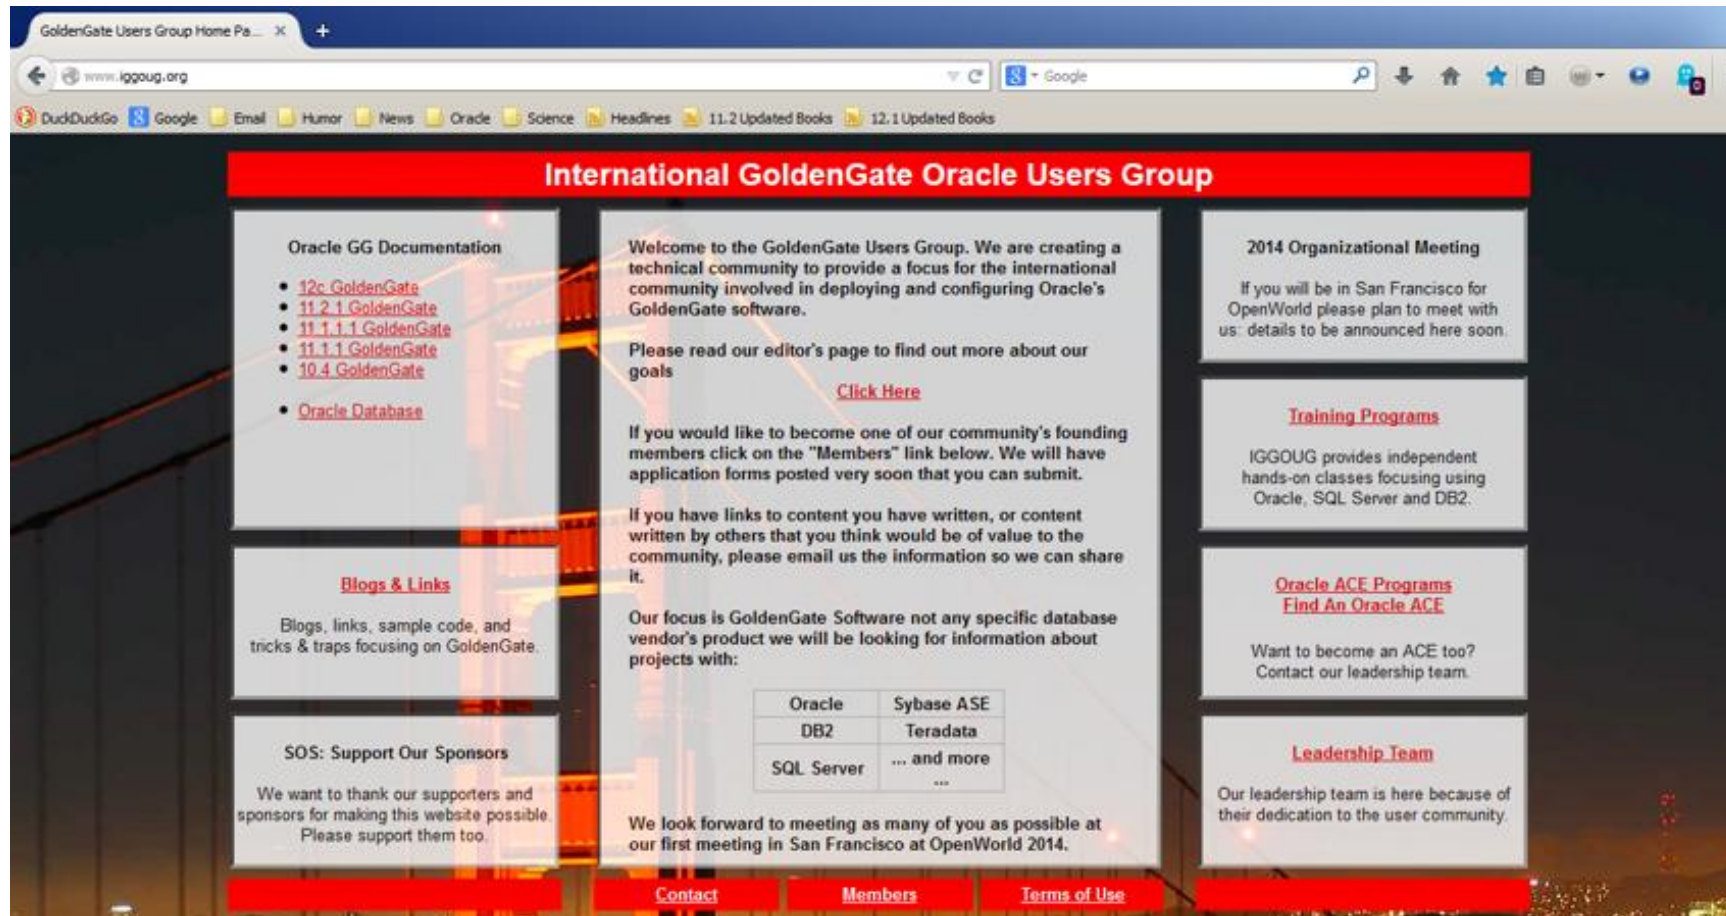 GoldenGate Users Group Home Pa...
www.iggoug.org
Google
DuckDuckGo Google Email Humor News Oracle Science Headlines 11.2 Updated Books 12.1 Updated Books
International GoldenGate Oracle Users Group
Oracle GG Documentation
12c GoldenGate
11.2.1 GoldenGate
11.1.1.1 GoldenGate
11.1.1 GoldenGate
10.4 GoldenGate
Oracle Database
Blogs & Links
Blogs, links, sample code, and
tricks & traps focusing on GoldenGate.
SOS: Support Our Sponsors
We want to thank our supporters and
sponsors for making this website possible.
Please support them too.
Welcome to the GoldenGate Users Group. We are creating a
technical community to provide a focus for the international
community involved in deploying and configuring Oracle's
GoldenGate software.
Please read our editor's page to find out more about our
goals
Click Here
If you would like to become one of our community's founding
members click on the "Members" link below. We will have
application forms posted very soon that you can submit.
If you have links to content you have written, or content
written by others that you think would be of value to the
community, please email us the information so we can share
it.
Our focus is GoldenGate Software not any specific database
vendor's product we will be looking for information about
projects with:
Oracle Sybase ASE
DB2 Teradata
SQL Server ... and more
...
We look forward to meeting as many of you as possible at
our first meeting in San Francisco at OpenWorld 2014.
2014 Organizational Meeting
If you will be in San Francisco for
OpenWorld please plan to meet with
us: details to be announced here soon.
Training Programs
IGGOUG provides independent
hands-on classes focusing using
Oracle, SQL Server and DB2.
Oracle ACE Programs
Find An Oracle ACE
Want to become an ACE too?
Contact our leadership team.
Leadership Team
Our leadership team is here because of
their dedication to the user community.
Contact Members Terms of Use